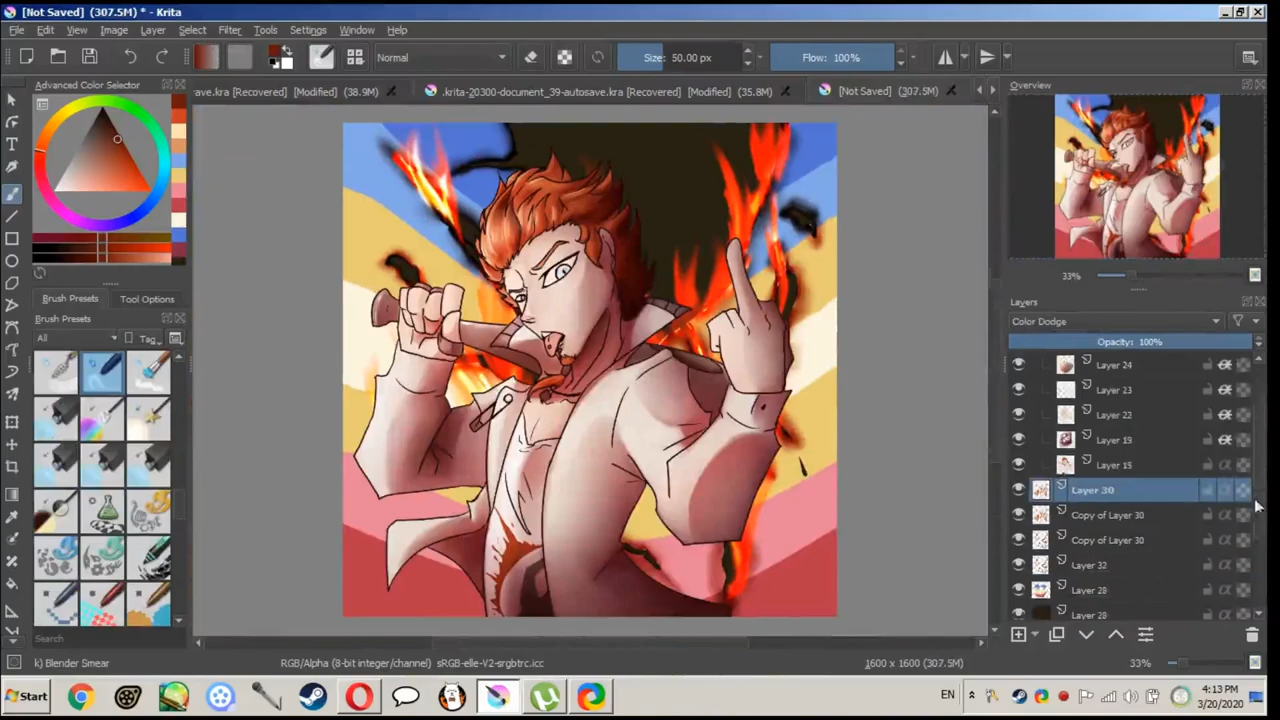 [Not Saved] (307.5M) * - Krita
File Edit View Image Layer Select Filter Tools Settings Window Help
Normal Size: 50.00 px Flow: 100%
Advanced Color Selector
ave.kra [Recovered] [Modified] (38.9M)
.krita-20300-document_39-autosave.kra [Recovered] [Modified] (35.8M)
[Not Saved] (307.5M)
Overview
33%
Brush Presets Tool Options
Brush Presets
All Tag
Search
Layers
Color Dodge
Opacity: 100%
Layer 24
Layer 23
Layer 22
Layer 19
Layer 15
Layer 30
Copy of Layer 30
Copy of Layer 30
Layer 32
Layer 28
Layer 28
k) Blender Smear RGB/Alpha (8-bit integer/channel) sRGB-elle-V2-srgbtrc.icc 1600 x 1600 (307.5M) 33%
Start EN 4:13 PM
3/20/2020